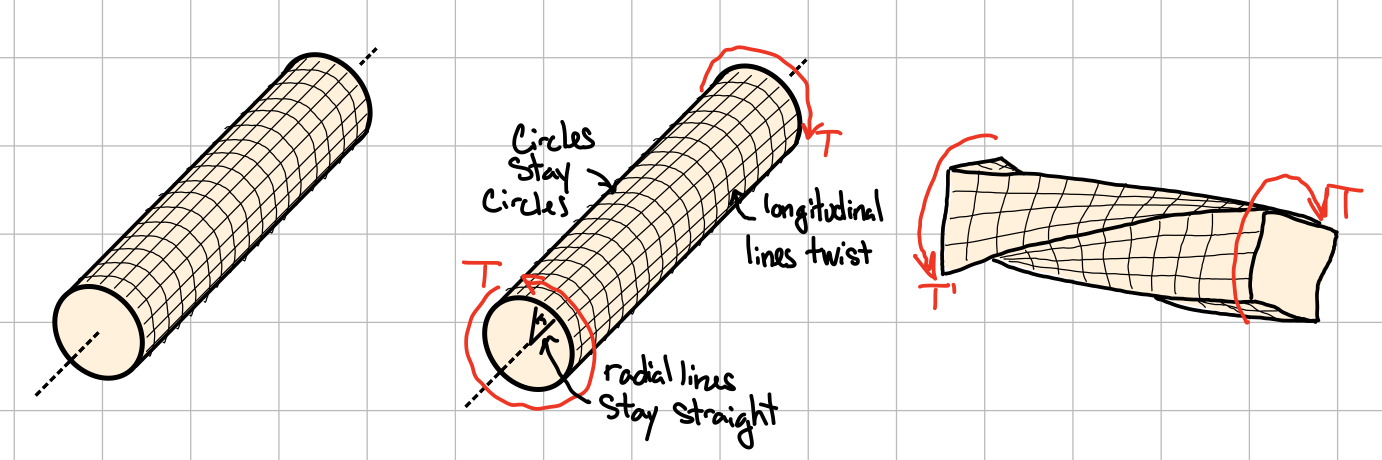 Circles
Stay
Circles
T
longitudinal
lines twist
T
radial lines
Stay straight
T
T'